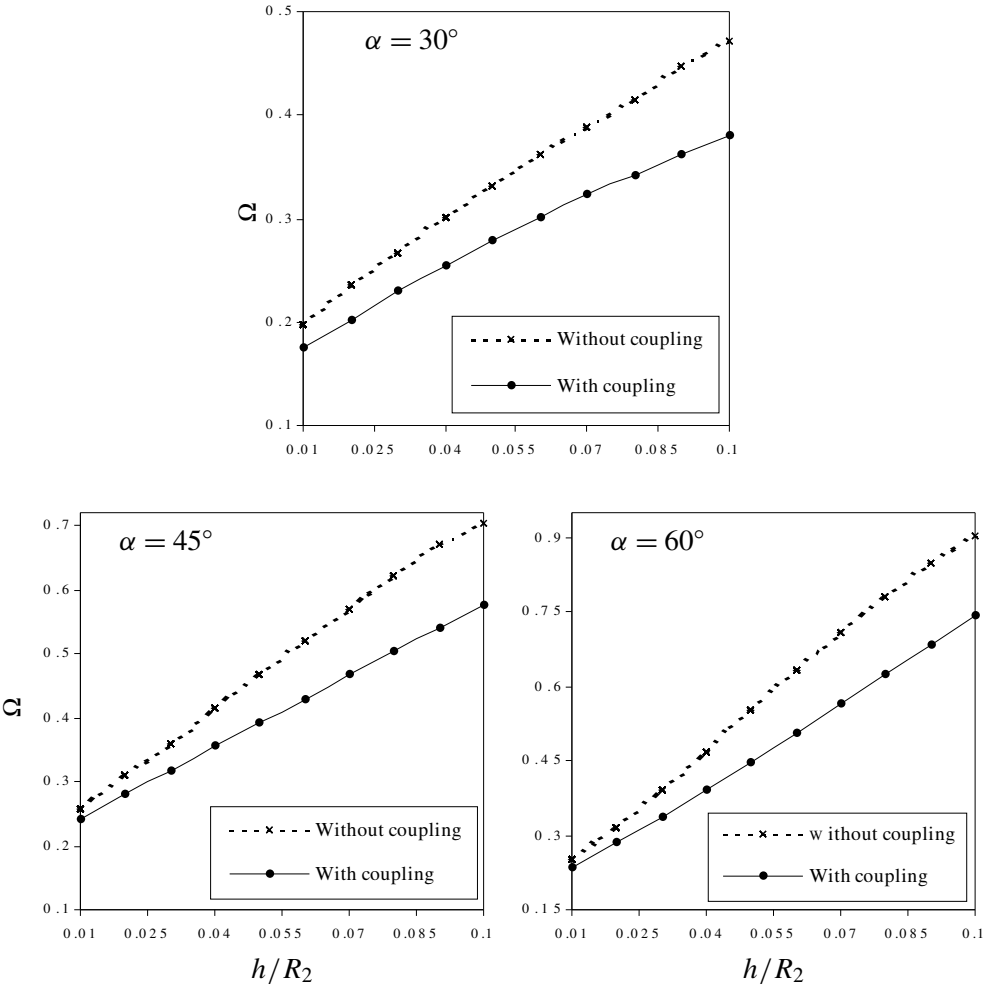 0.5
α = 30°
0.4
Ω
0.3
0.2
Without coupling
With coupling
0.1
0.01 0.025 0.04 0.055 0.07 0.085 0.1
0.7
α = 45°
0.6
0.5
Ω
0.4
0.3
Without coupling
0.2
With coupling
0.1
0.01 0.025 0.04 0.055 0.07 0.085 0.1
h/R2
0.9
α = 60°
0.75
0.6
0.45
0.3
w ithout coupling
With coupling
0.15
0.01 0.025 0.04 0.055 0.07 0.085 0.1
h/R2